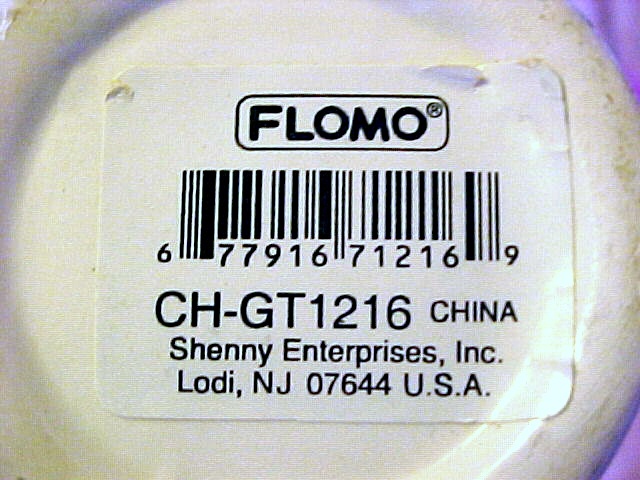 FLOMO®
6 77916 71216 9
CH-GT1216 CHINA
Shenny Enterprises, Inc.
Lodi, NJ 07644 U.S.A.